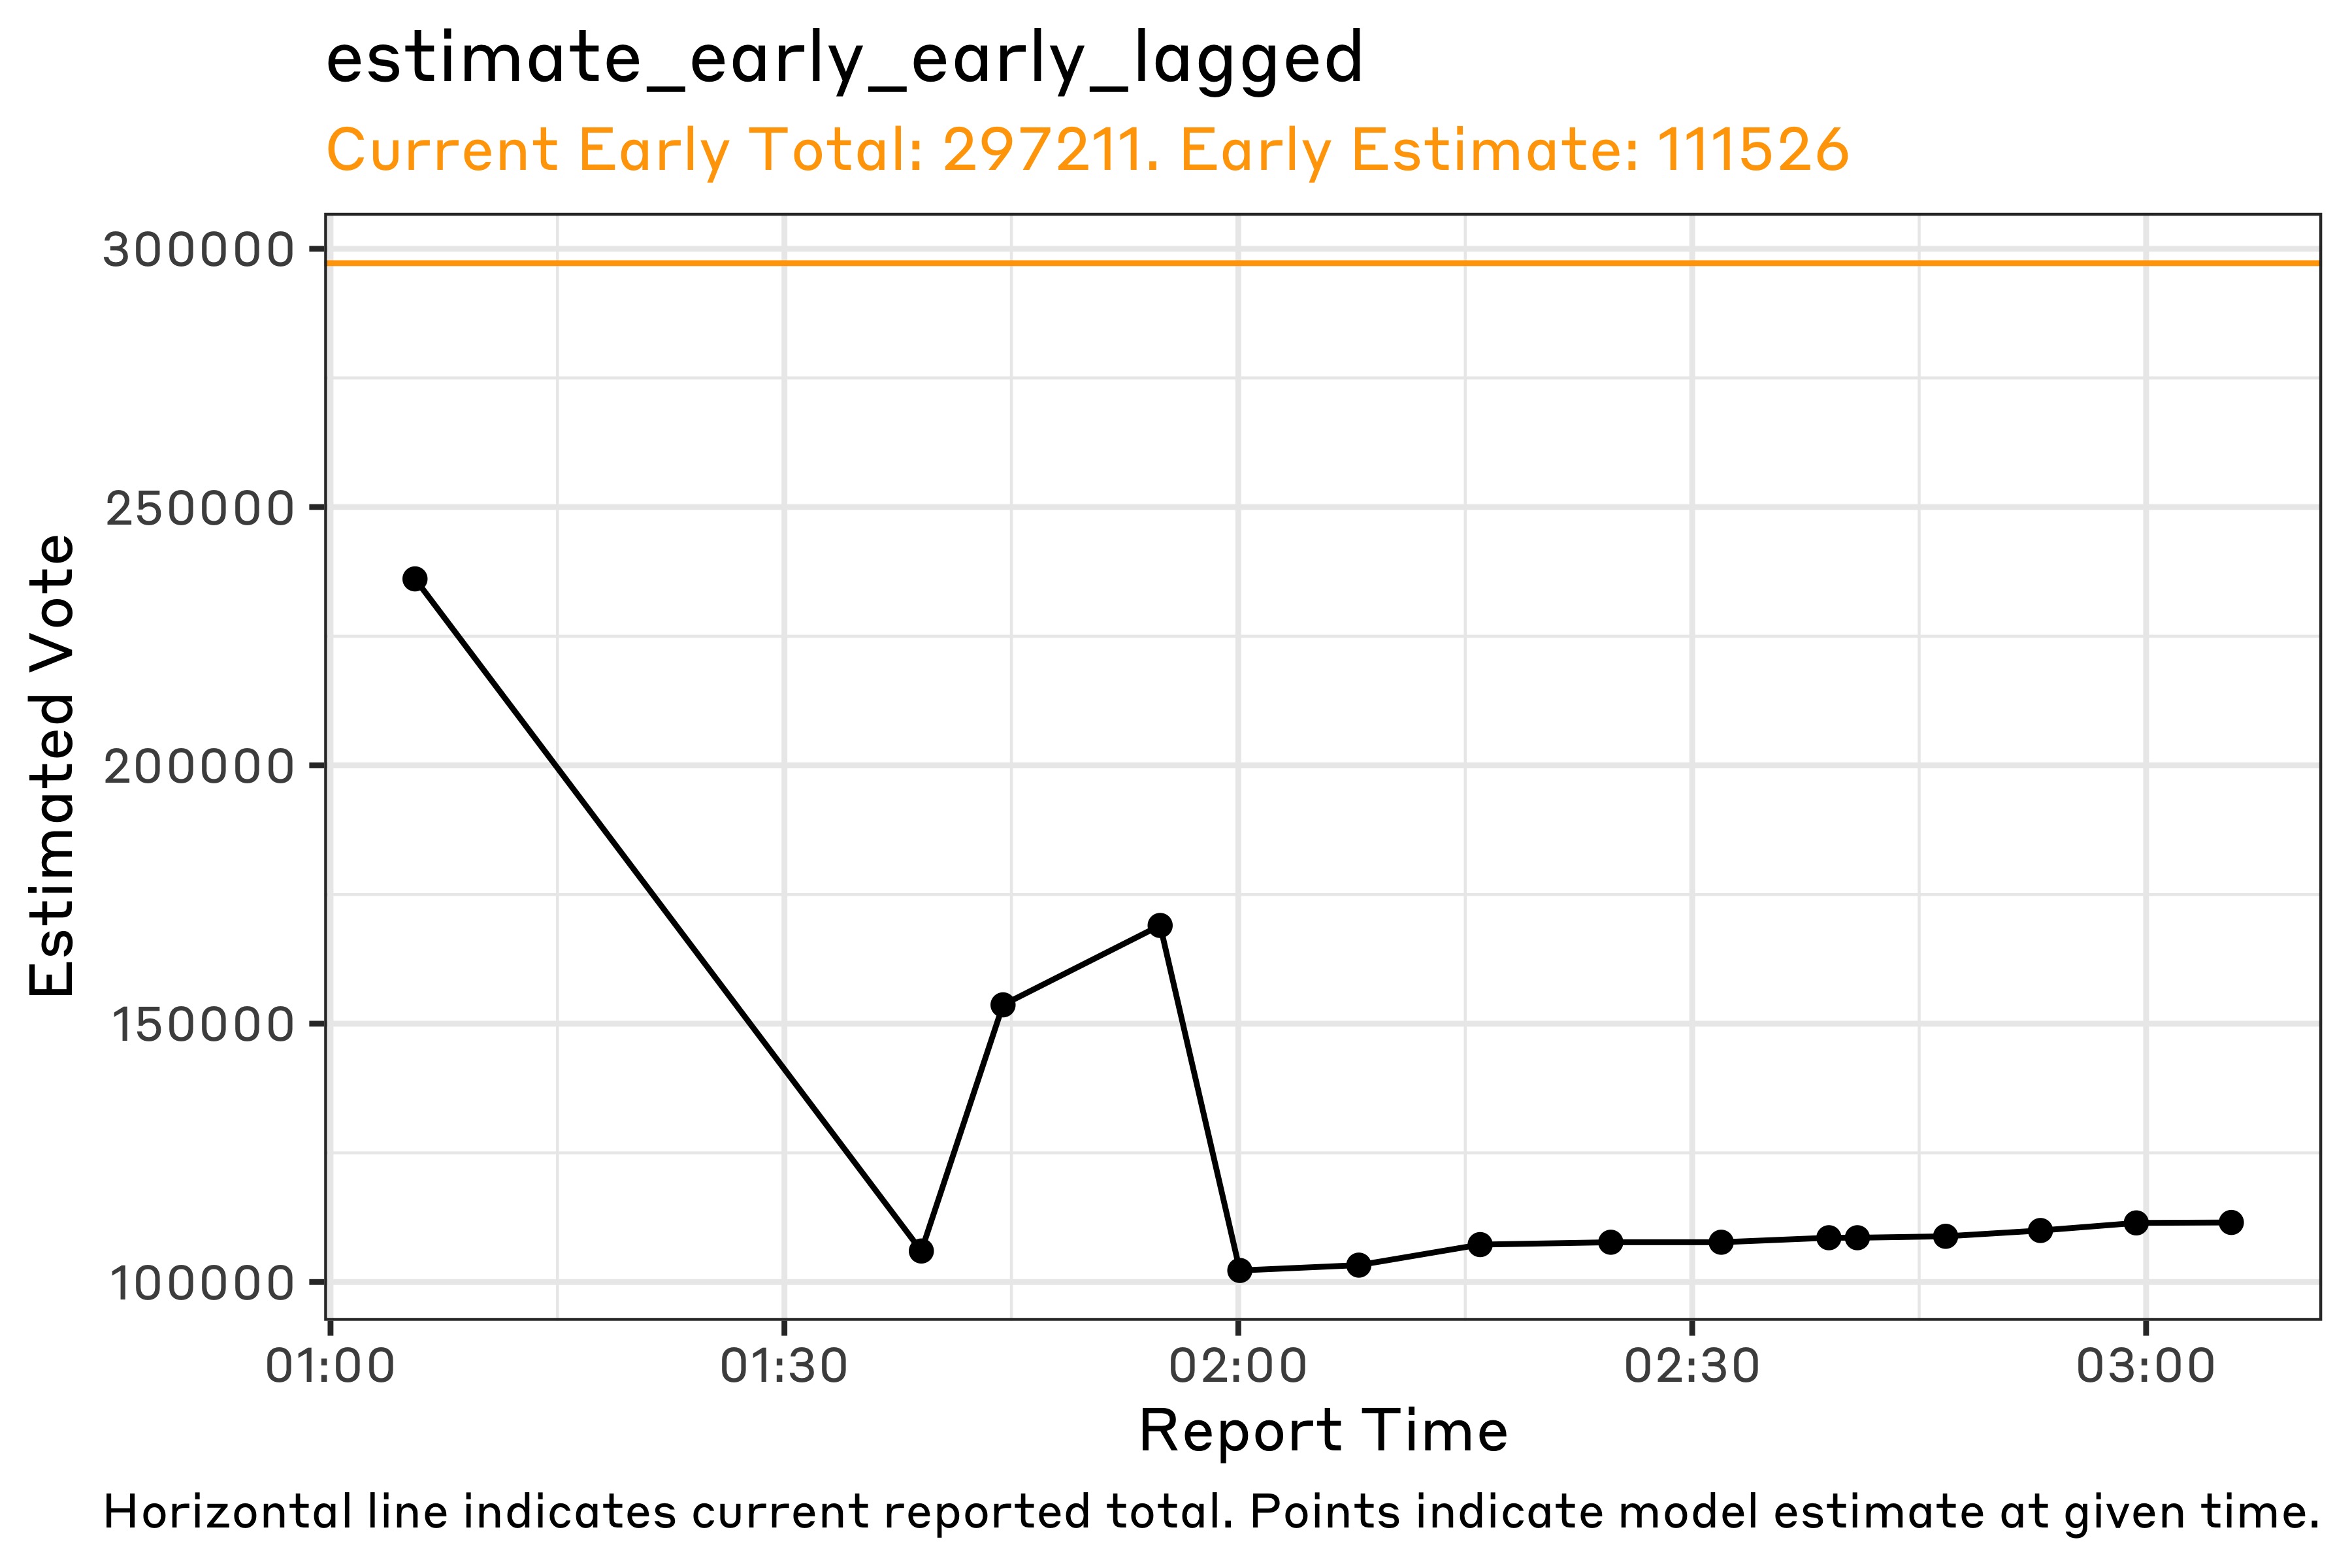 estimate_early_early_lagged
Current Early Total: 297211. Early Estimate: 111526
300000
250000
200000
150000
100000
Estimated Vote
01:00 01:30 02:00 02:30 03:00
Report Time
Horizontal line indicates current reported total. Points indicate model estimate at given time.